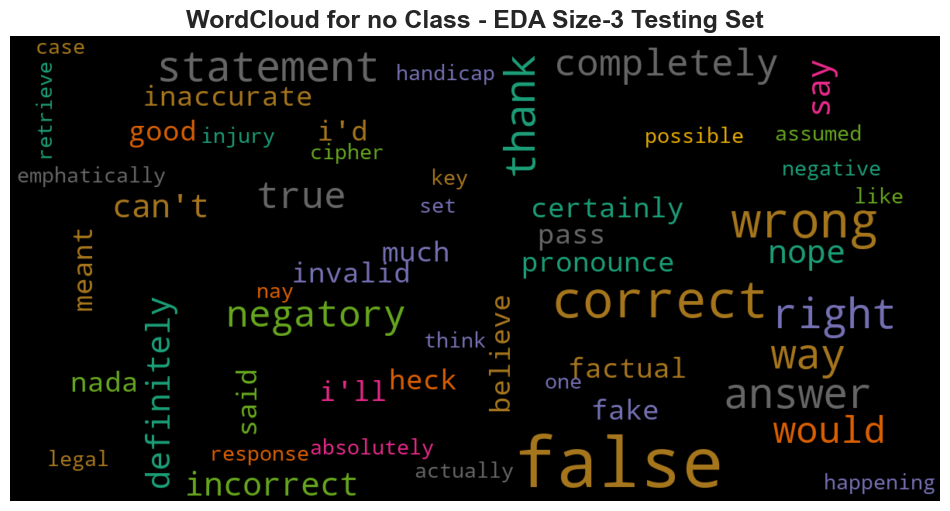 WordCloud for no Class - EDA Size-3 Testing Set
case
statement
handicap
thank
completely
say
retrieve
inaccurate
good
injury
i'd
cipher
possible
assumed
emphatically
true
key
negative
can't
set
certainly
like
wrong
meant
much
pass
nope
invalid
pronounce
nay
negatory
correct
right
definitely
think
believe
way
nada
said
i'll
heck
one
factual
answer
fake
would
legal
response
absolutely
actually
false
incorrect
happening